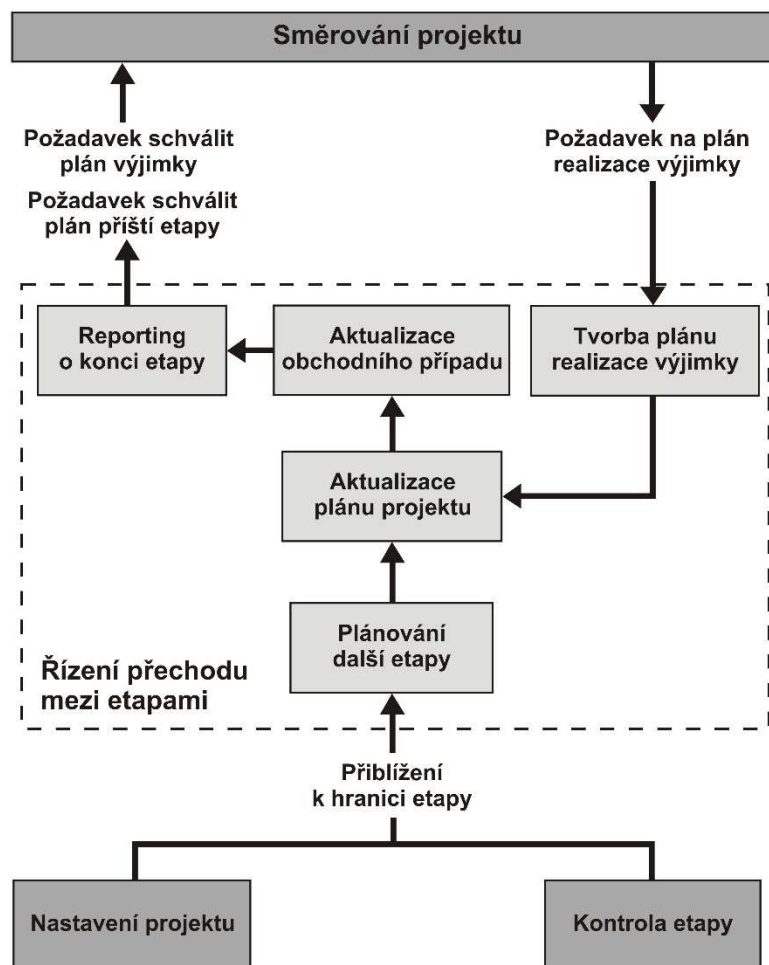 Směrování projektu
Požadavek schválit
plán výjimky
Požadavek na plán
realizace výjimky
Požadavek schválit
plán příští etapy
Reporting
o konci etapy
Aktualizace
obchodního případu
Tvorba plánu
realizace výjimky
Aktualizace
plánu projektu
Plánování
další etapy
Řízení přechodu
mezi etapami
Přiblížení
k hranici etapy
Nastavení projektu
Kontrola etapy